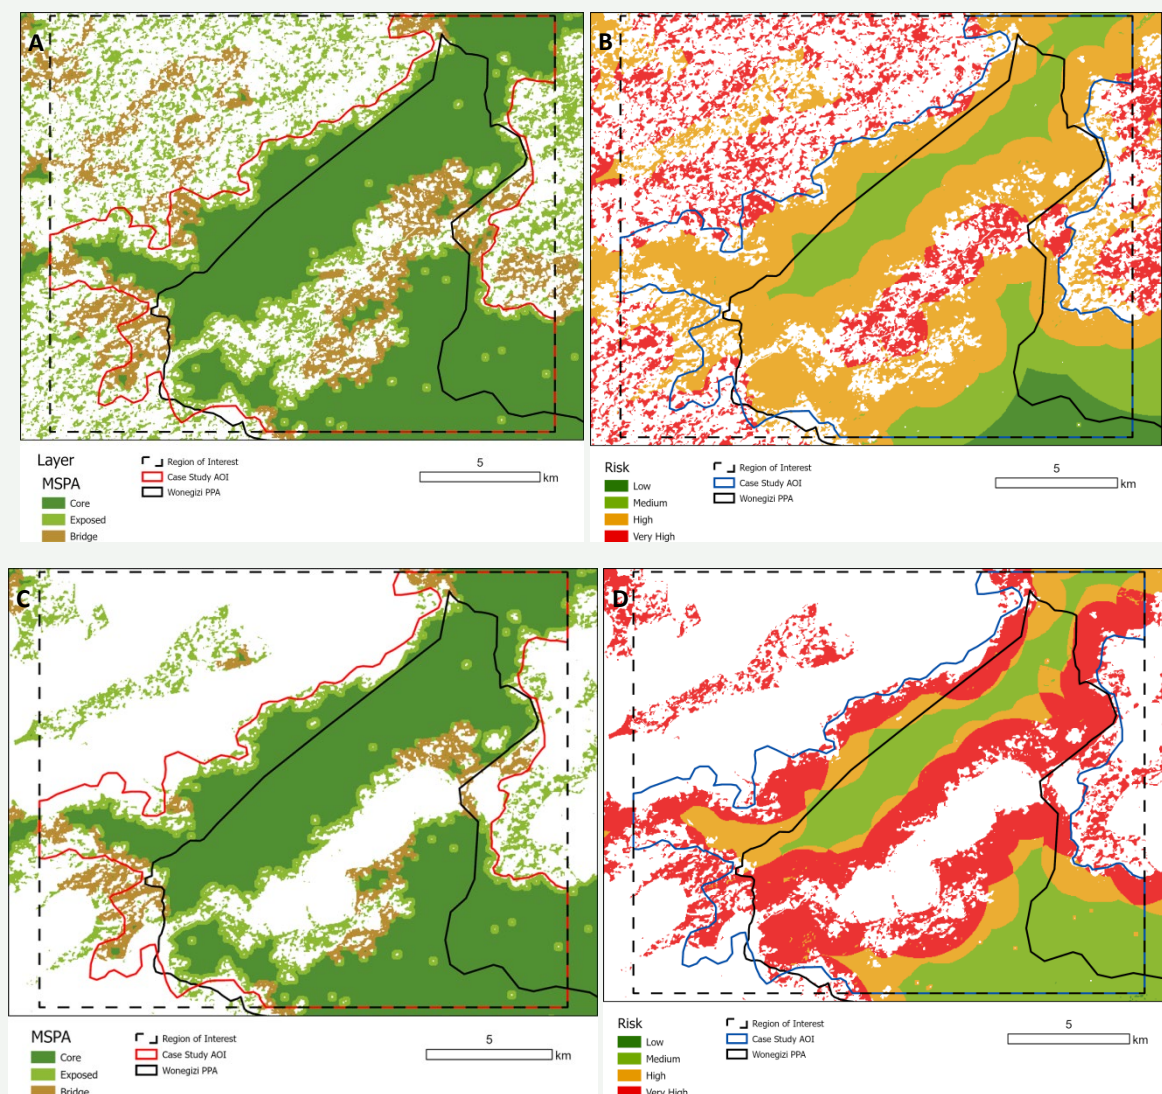 A
B
Layer
MSPA
Core
Exposed
Bridge
Region of Interest
Case Study AOI
Wonegizi PPA
5
km
Risk
Low
Medium
High
Very High
Region of Interest
Case Study AOI
Wonegizi PPA
5
km
C
D
MSPA
Core
Exposed
Bridge
Region of Interest
Case Study AOI
Wonegizi PPA
5
km
Risk
Low
Medium
High
Very High
Region of Interest
Case Study AOI
Wonegizi PPA
5
km